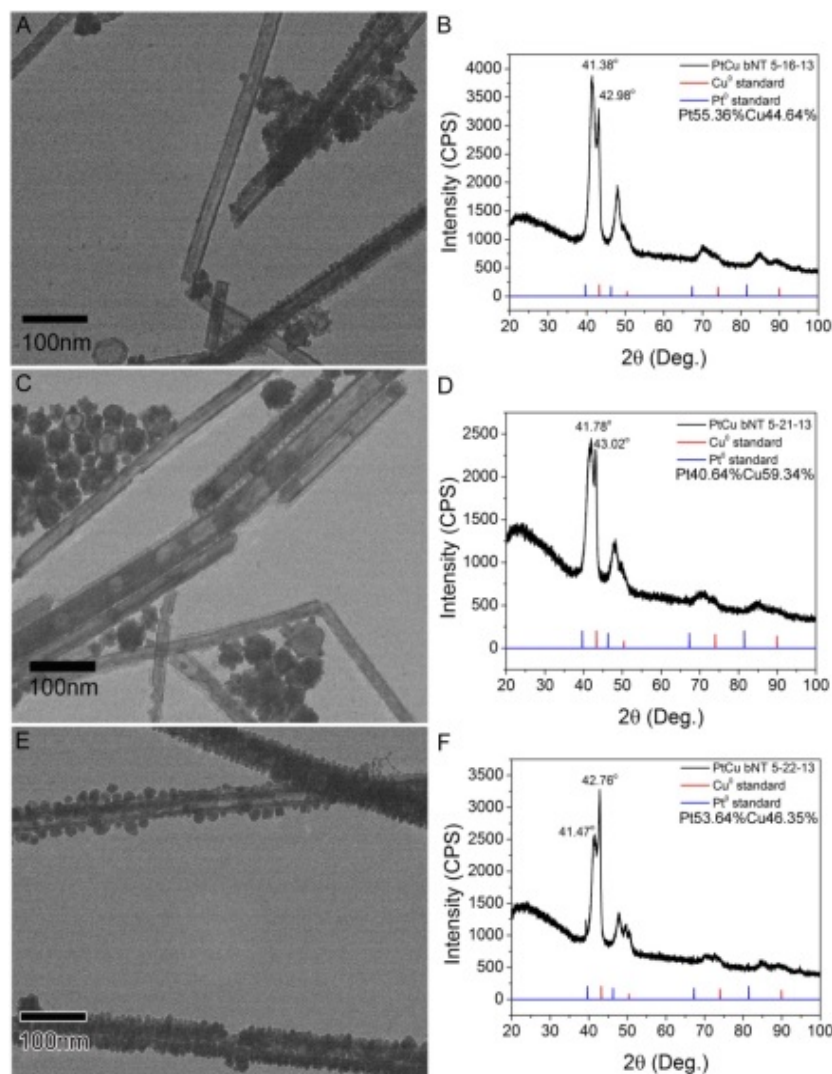 A
100nm
B
41.38°
42.98°
PtCu bNT 5-16-13
Cu⁰ standard
Pt⁰ standard
Pt55.36%Cu44.64%
Intensity (CPS)
4000
3500
3000
2500
2000
1500
1000
500
0
20 30 40 50 60 70 80 90 100
2θ (Deg.)
C
100nm
D
41.78°
43.02°
PtCu bNT 5-21-13
Cu⁰ standard
Pt⁰ standard
Pt40.64%Cu59.34%
Intensity (CPS)
2500
2000
1500
1000
500
0
20 30 40 50 60 70 80 90 100
2θ (Deg.)
E
100nm
F
42.76°
41.47°
PtCu bNT 5-22-13
Cu⁰ standard
Pt⁰ standard
Pt53.64%Cu46.35%
Intensity (CPS)
3500
3000
2500
2000
1500
1000
500
0
20 30 40 50 60 70 80 90 100
2θ (Deg.)